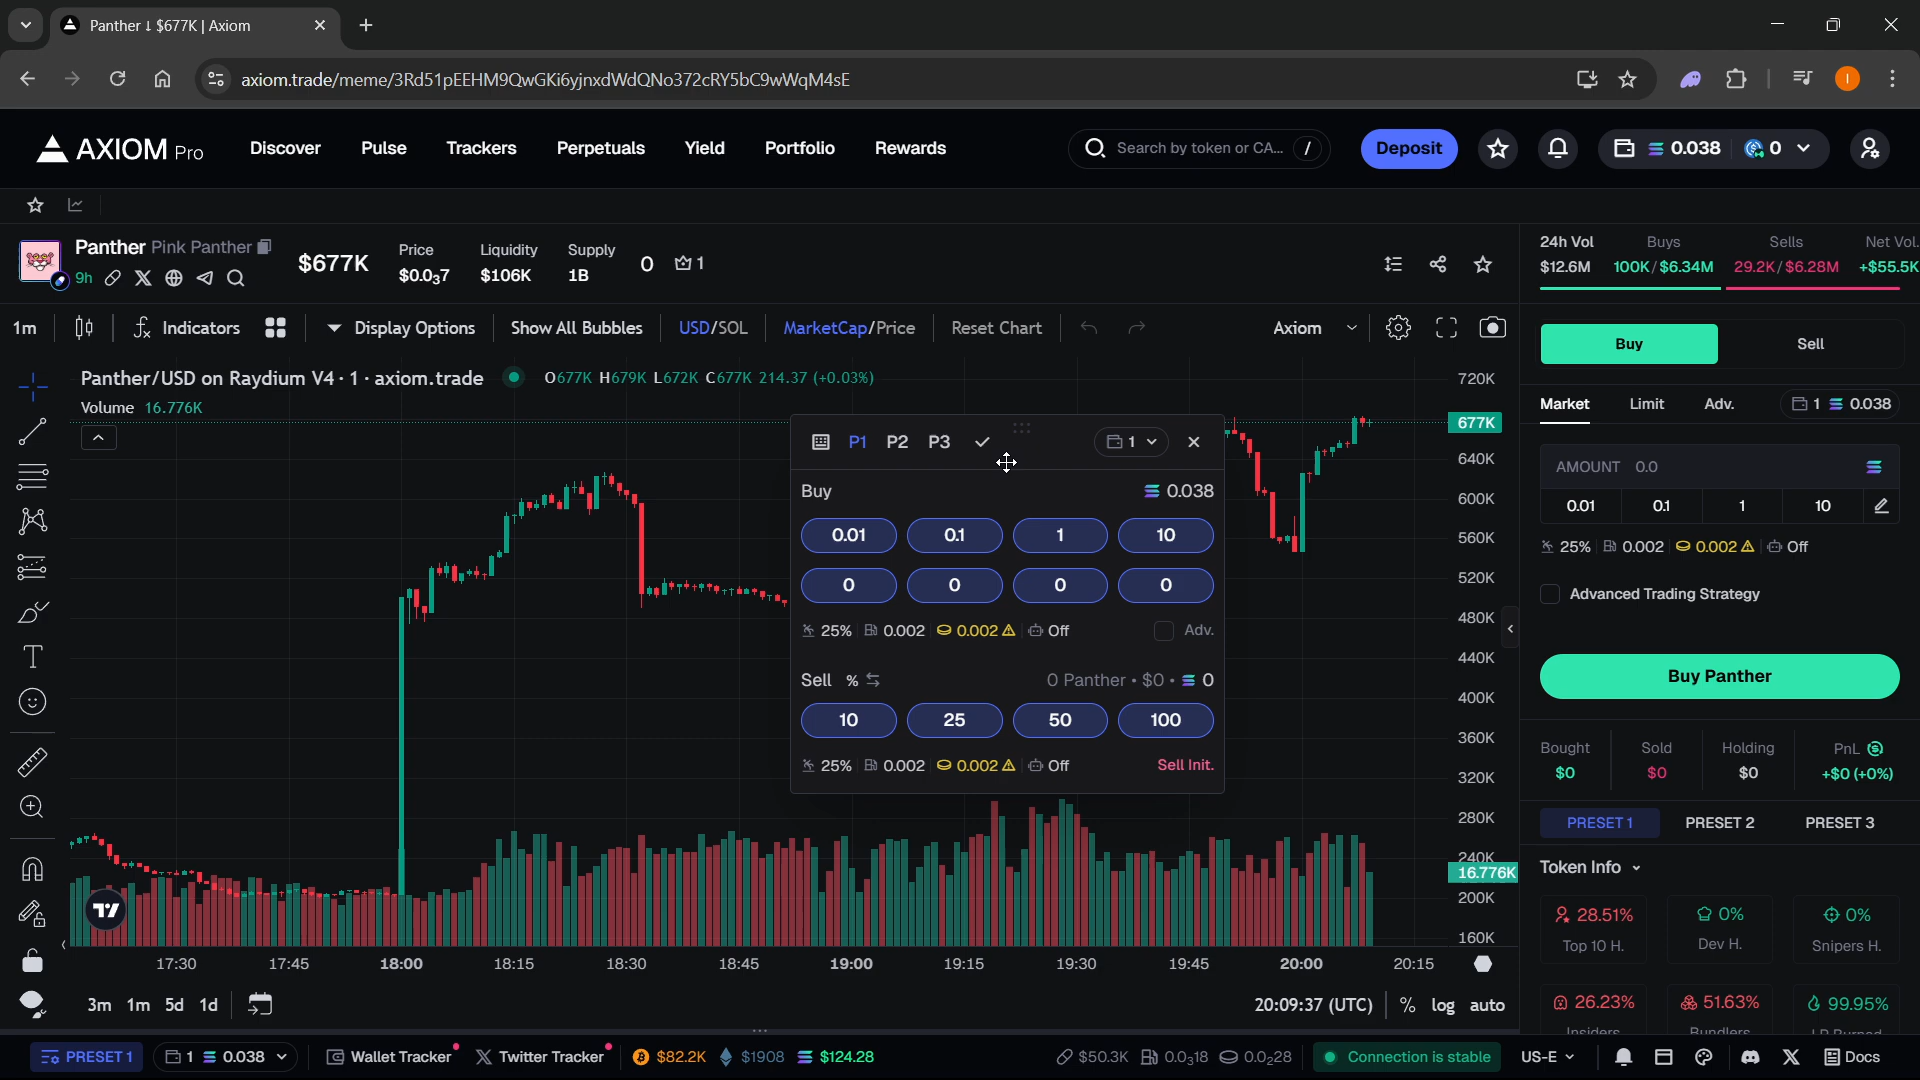 Panther ↓ $677K | Axiom
axiom.trade/meme/3Rd51pEEHM9QwGKi6yjnxdWdQNo372cRY5bC9wWqM4sE
I
AXIOM Pro
Discover Pulse Trackers Perpetuals Yield Portfolio Rewards
Search by token or CA... /
Deposit
0.038 0
Panther Pink Panther
9h
$677K
Price Liquidity Supply
$0.0₃7 $106K 1B
0 1
24h Vol Buys Sells Net Vol.
$12.6M 100K / $6.34M 29.2K / $6.28M +$55.5K
1m Indicators Display Options Show All Bubbles USD/SOL MarketCap/Price Reset Chart Axiom
Buy Sell
Panther/USD on Raydium V4 · 1 · axiom.trade O677K H679K L672K C677K 214.37 (+0.03%)
Volume 16.776K
720K
677K
640K
600K
560K
520K
480K
440K
400K
360K
320K
280K
240K
16.776K
200K
160K
P1 P2 P3 1
Buy 0.038
0.01 0.1 1 10
0 0 0 0
25% 0.002 0.002 Off Adv.
Sell % 0 Panther • $0 • 0
10 25 50 100
25% 0.002 0.002 Off Sell Init.
Market Limit Adv. 1 0.038
AMOUNT 0.0
0.01 0.1 1 10
25% 0.002 0.002 Off
Advanced Trading Strategy
Buy Panther
Bought Sold Holding PnL
$0 $0 $0 +$0 (+0%)
PRESET 1 PRESET 2 PRESET 3
Token Info
28.51% 0% 0%
Top 10 H. Dev H. Snipers H.
26.23% 51.63% 99.95%
Insiders Bundlers LP Burned
17:30 17:45 18:00 18:15 18:30 18:45 19:00 19:15 19:30 19:45 20:00 20:15
3m 1m 5d 1d 20:09:37 (UTC) % log auto
PRESET 1 1 0.038 Wallet Tracker Twitter Tracker $82.2K $1908 $124.28 $50.3K 0.0₃18 0.0₂28 Connection is stable US-E Docs